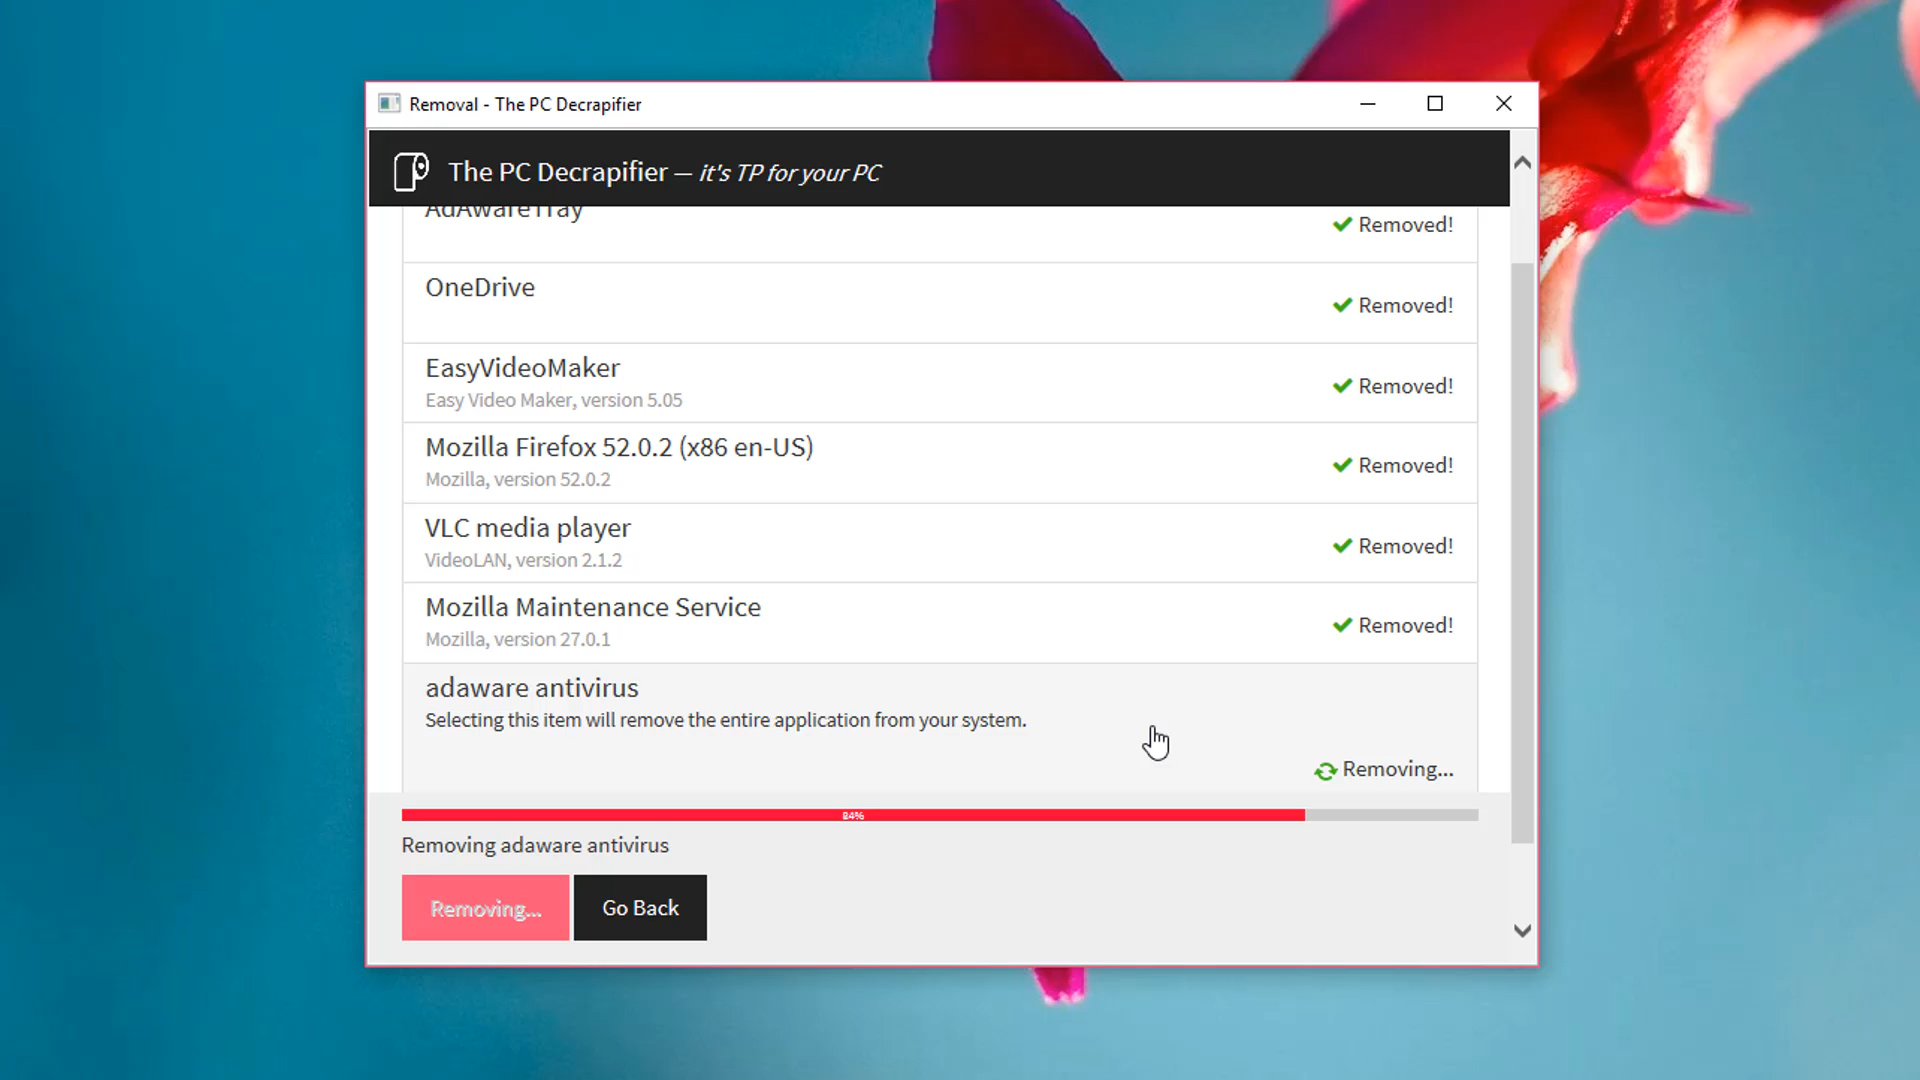 Removal - The PC Decrapifier
The PC Decrapifier — it's TP for your PC
AdAwareTray
Removed!
OneDrive
Removed!
EasyVideoMaker
Easy Video Maker, version 5.05
Removed!
Mozilla Firefox 52.0.2 (x86 en-US)
Mozilla, version 52.0.2
Removed!
VLC media player
VideoLAN, version 2.1.2
Removed!
Mozilla Maintenance Service
Mozilla, version 27.0.1
Removed!
adaware antivirus
Selecting this item will remove the entire application from your system.
Removing...
84%
Removing adaware antivirus
Removing...
Go Back